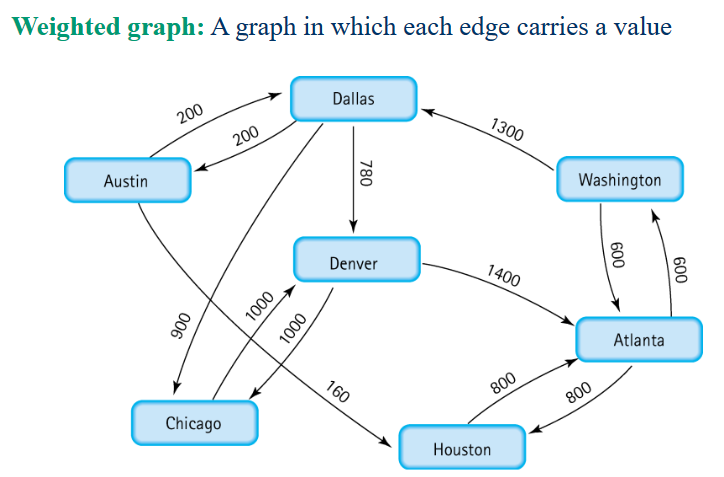 Weighted graph: A graph in which each edge carries a value
Dallas
200
200
1300
Austin
780
Washington
Denver
600
600
1400
900
1000
1000
Atlanta
160
800
800
Chicago
Houston